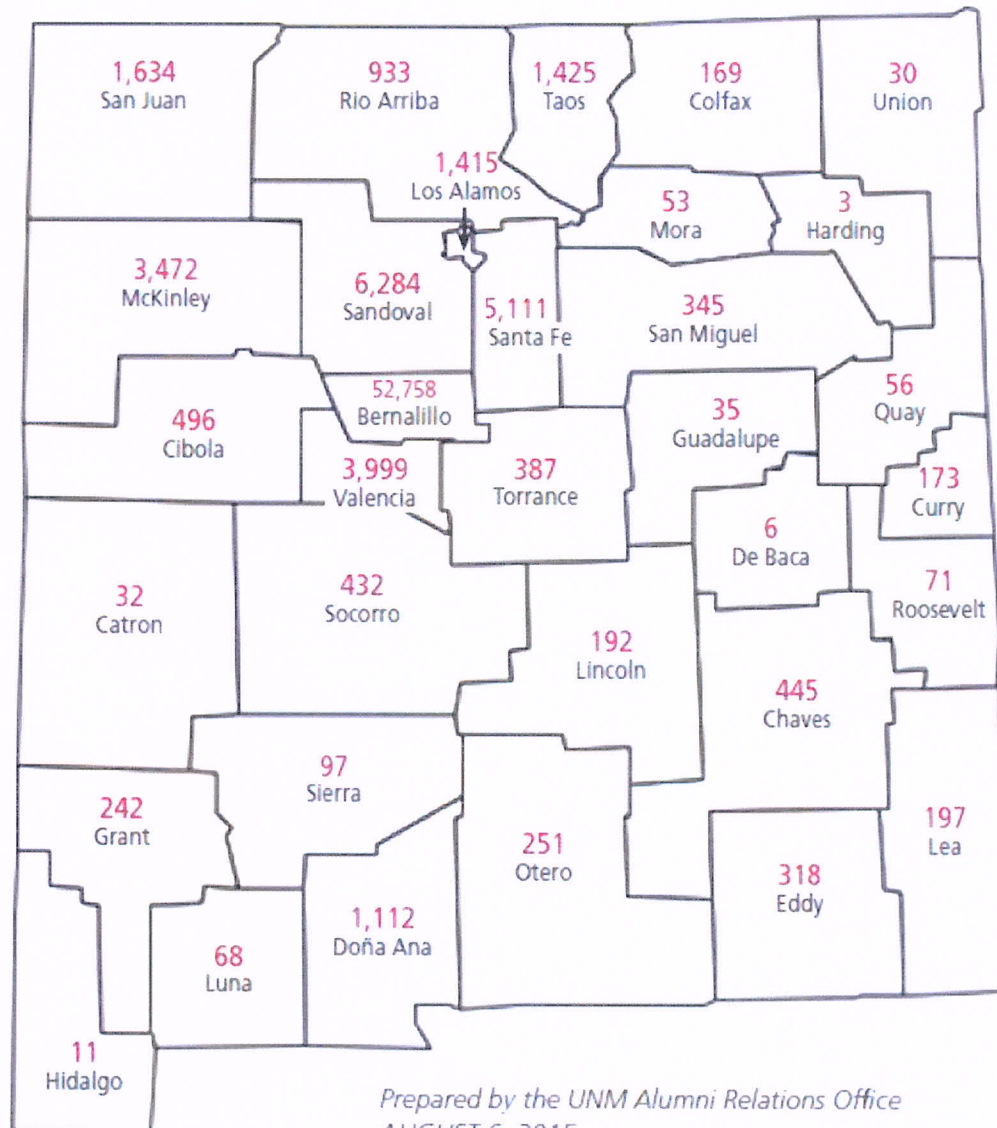 1,634
San Juan
933
Rio Arriba
1,425
Taos
169
Colfax
30
Union
1,415
Los Alamos
53
Mora
3
Harding
3,472
McKinley
6,284
Sandoval
5,111
Santa Fe
345
San Miguel
52,758
Bernalillo
35
Guadalupe
56
Quay
496
Cibola
3,999
Valencia
387
Torrance
173
Curry
6
De Baca
32
Catron
432
Socorro
71
Roosevelt
192
Lincoln
445
Chaves
97
Sierra
242
Grant
251
Otero
197
Lea
318
Eddy
1,112
Doña Ana
68
Luna
11
Hidalgo
Prepared by the UNM Alumni Relations Office
AUGUST 6, 2015